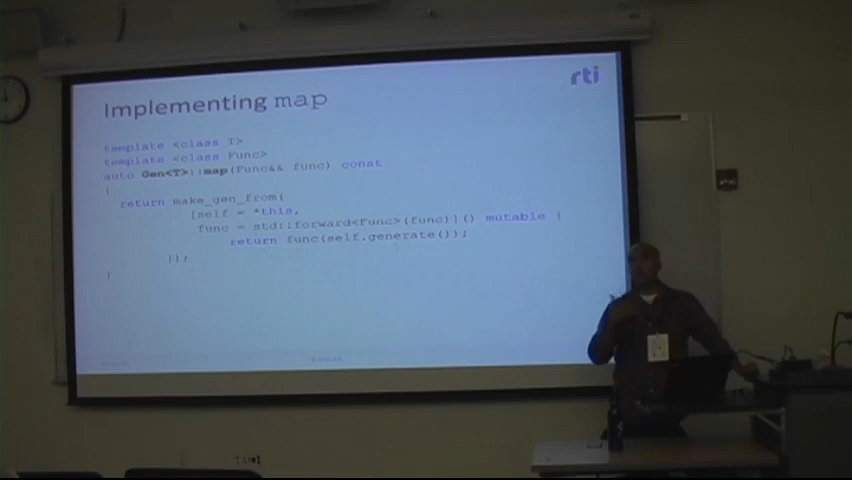 rti
Implementing map
template <class T>
template <class Func>
auto Gen<T>::map(Func&& func) const
{
return make_gen_from(
[self = *this,
func = std::forward<Func>(func)]() mutable {
return func(self.generate());
});
}